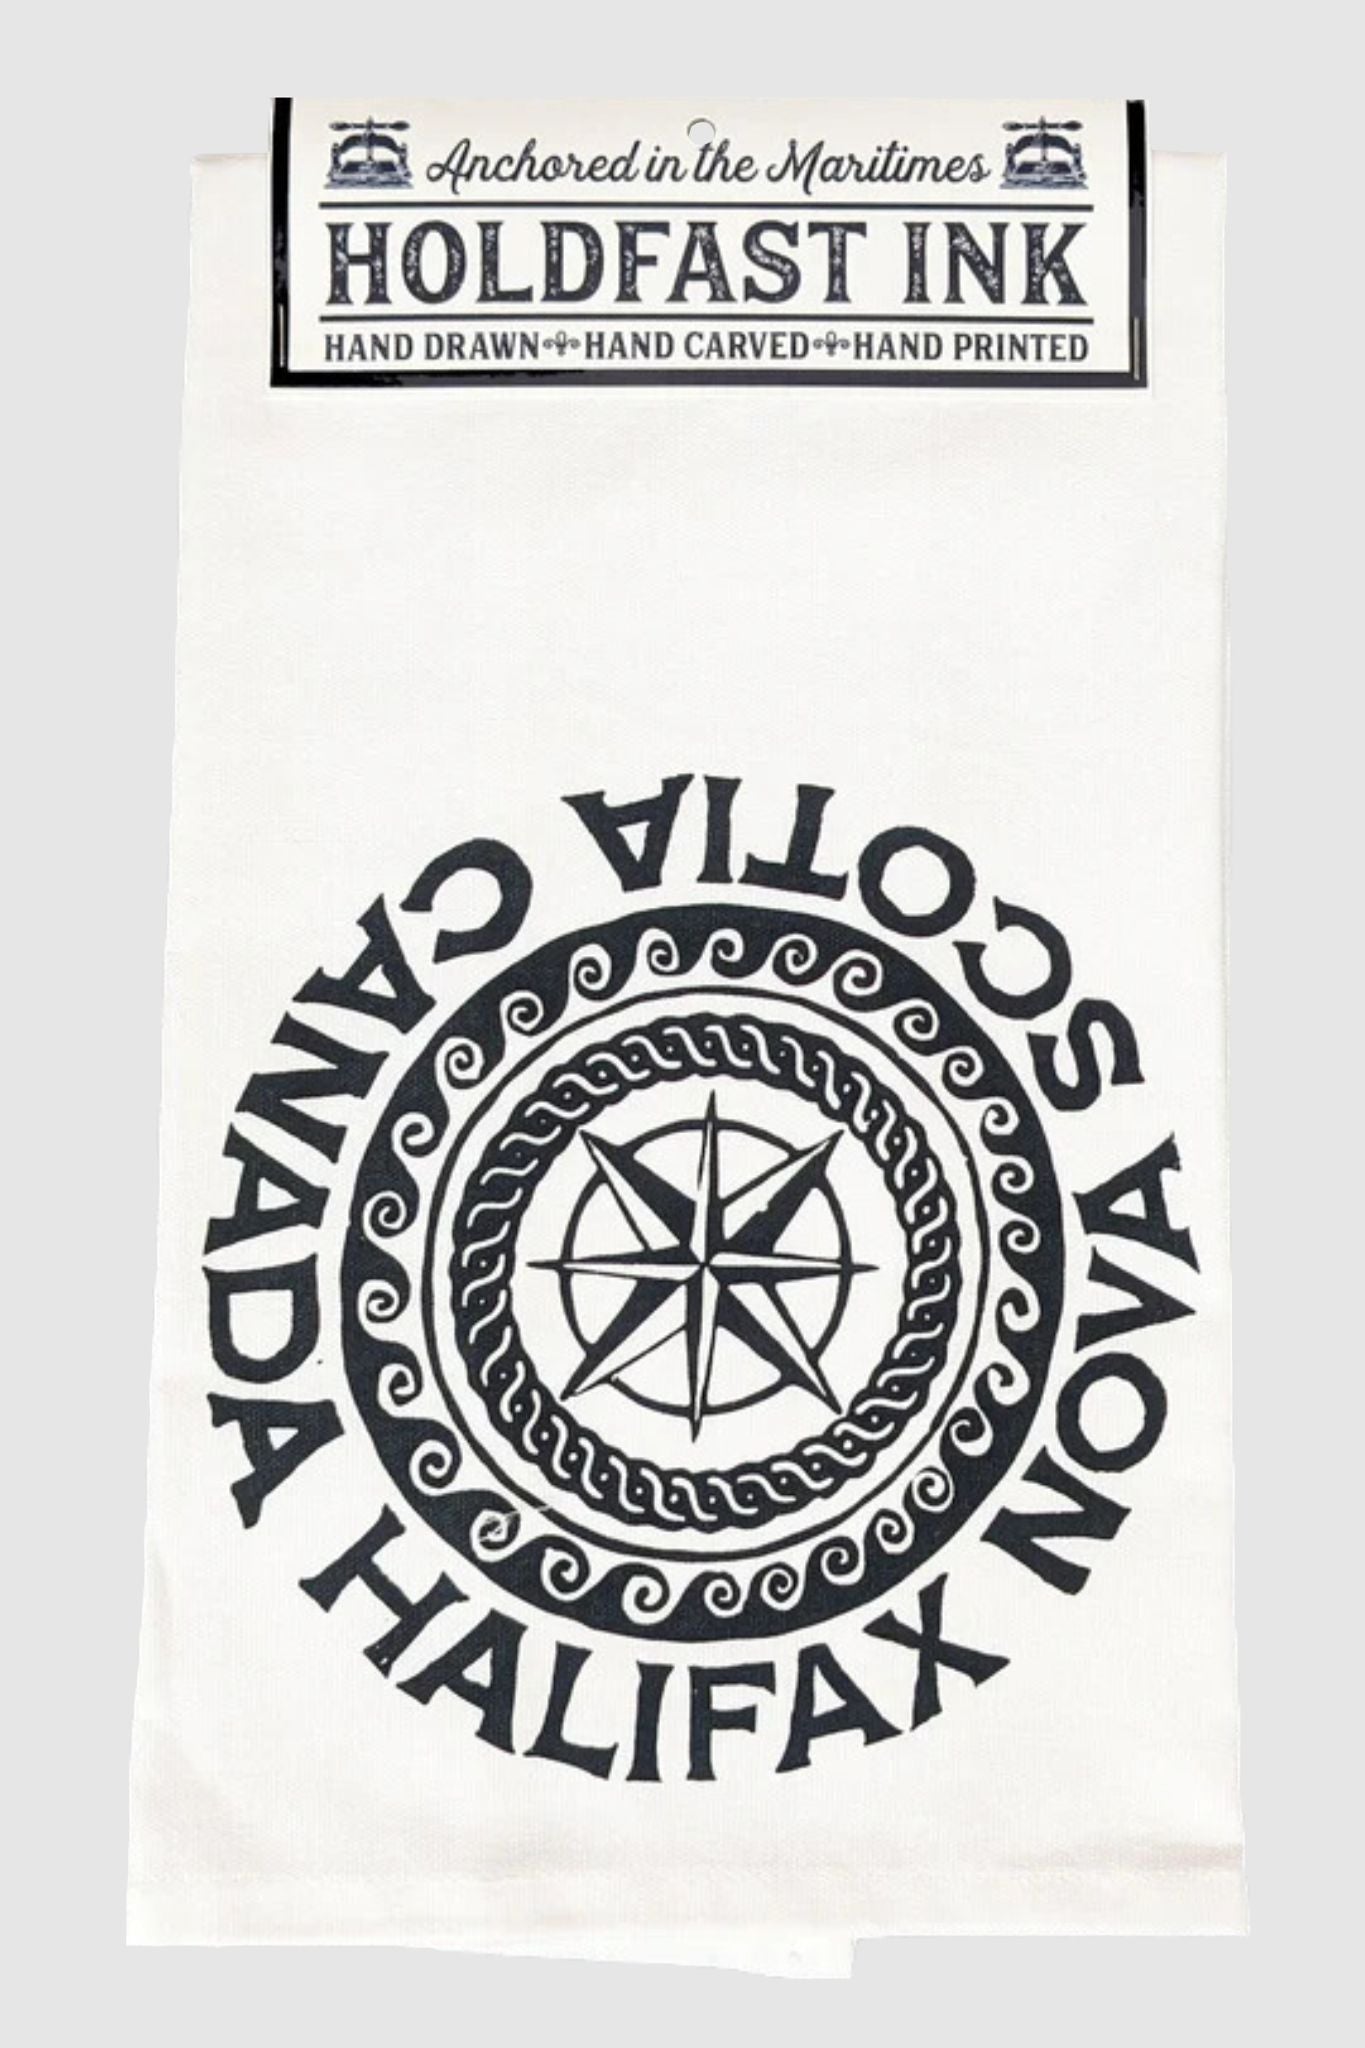 Anchored in the Maritimes
HOLDFAST INK
HAND DRAWN HAND CARVED HAND PRINTED
HALIFAX NOVA SCOTIA CANADA